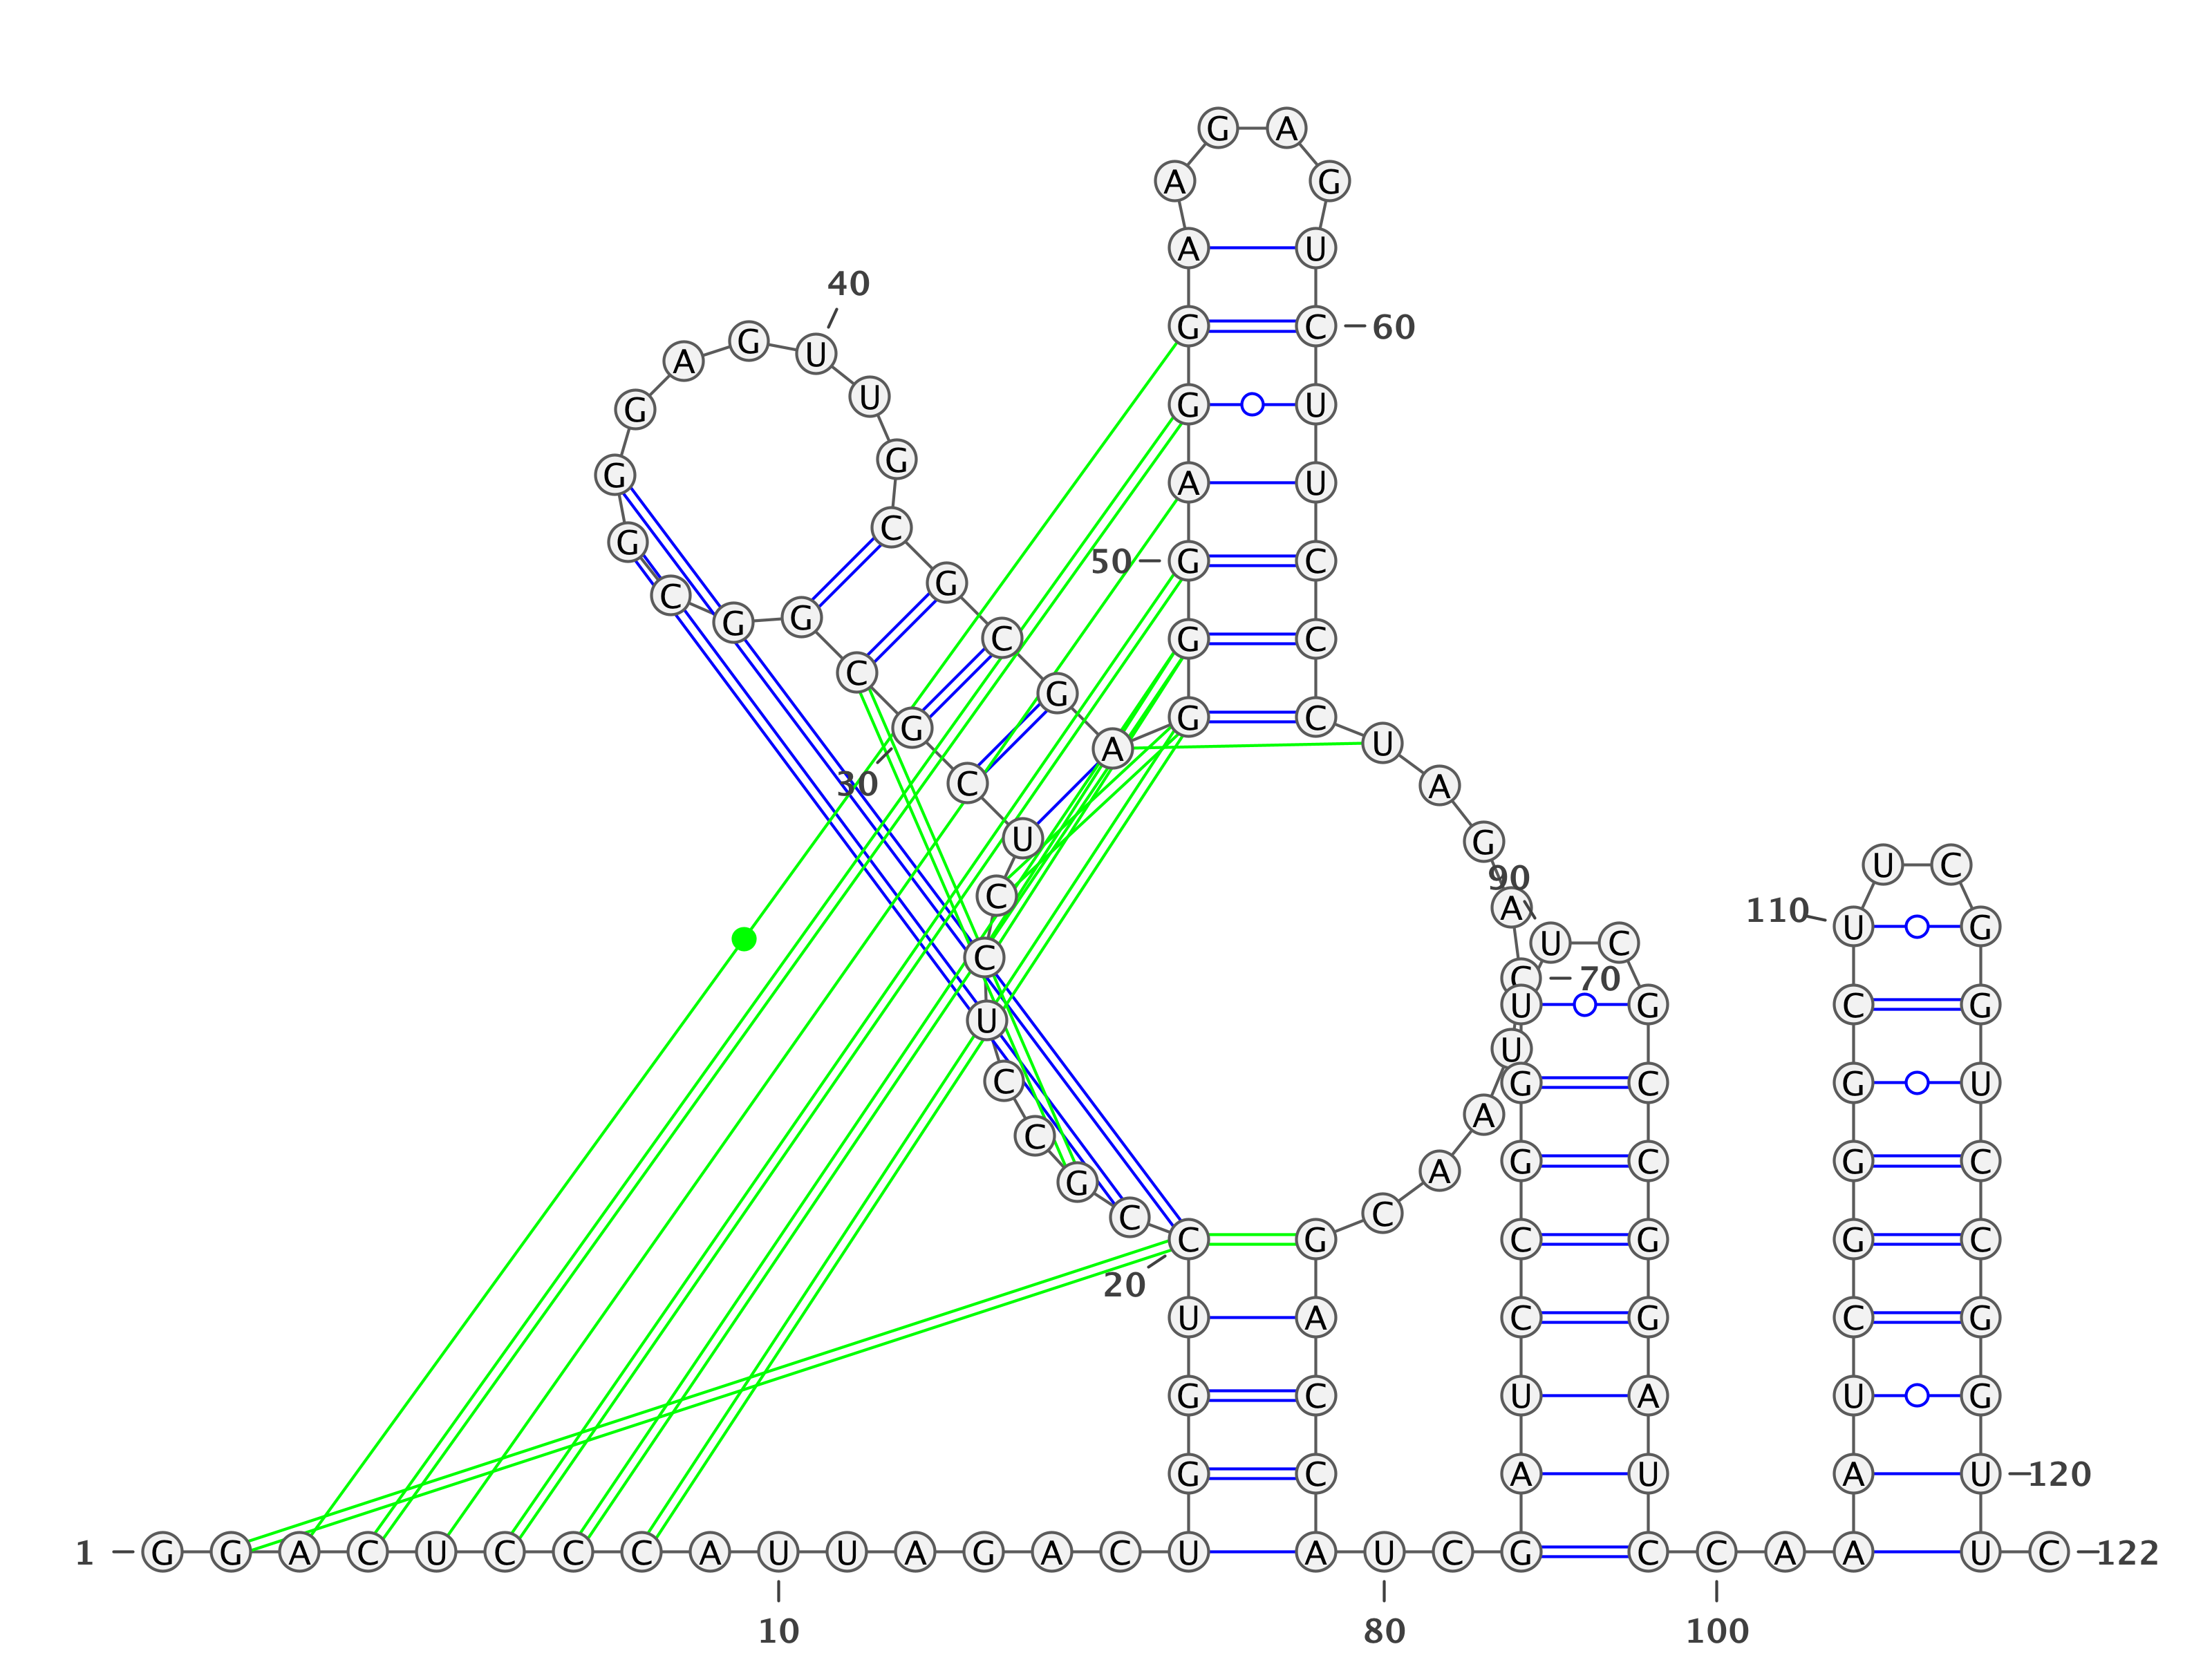 G A
A G
A U
40
G C 60
G U U
A G U
G U
G A U
G G
50 G C
C C
G G
C G G C
G G C
C G G C
G A U
30 C A
U G
U C
90
C A 110 U G
C U C
C 70
U U G C G
U
C G C G U
A
C G C G C
G A
C C
C G C G G C
20
U A C G C G
G C U A U G
G C A U A U 120
1 G G A C U C C C A U U A G A C U A U C G C C A A U C 122
10 80 100